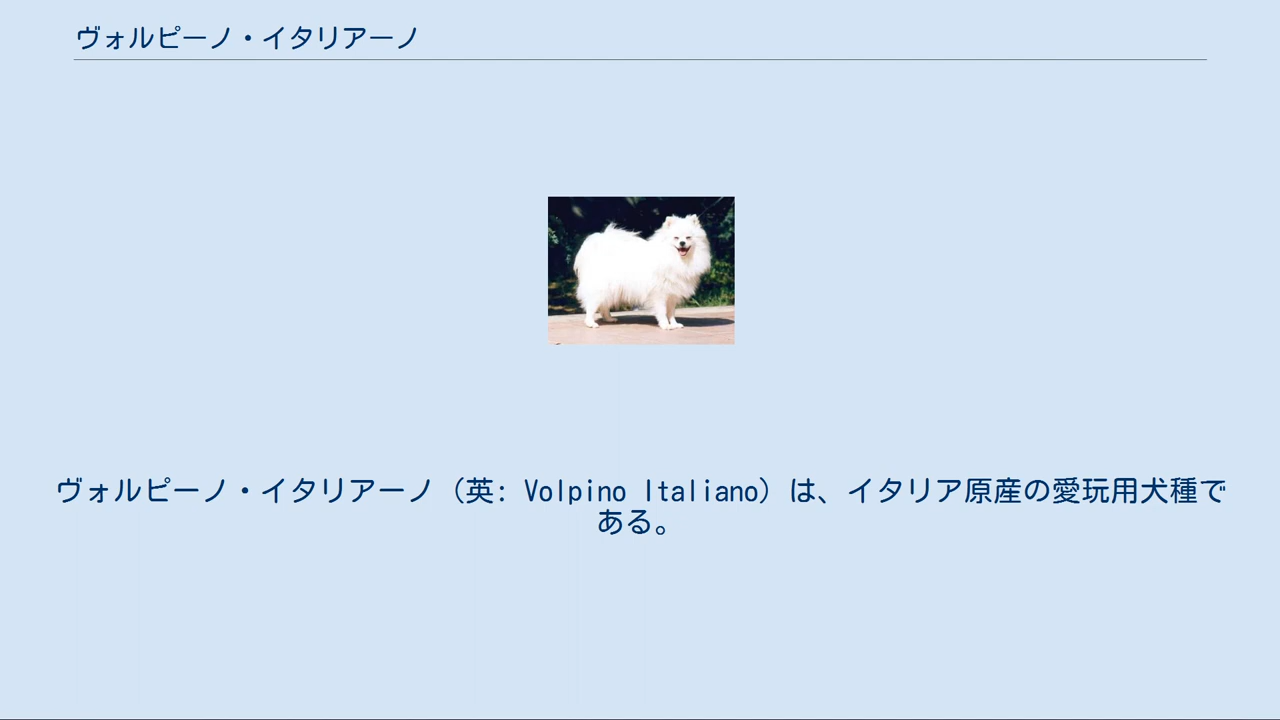 ヴォルピーノ・イタリアーノ
ヴォルピーノ・イタリアーノ（英: Volpino Italiano）は、イタリア原産の愛玩用犬種で
ある。